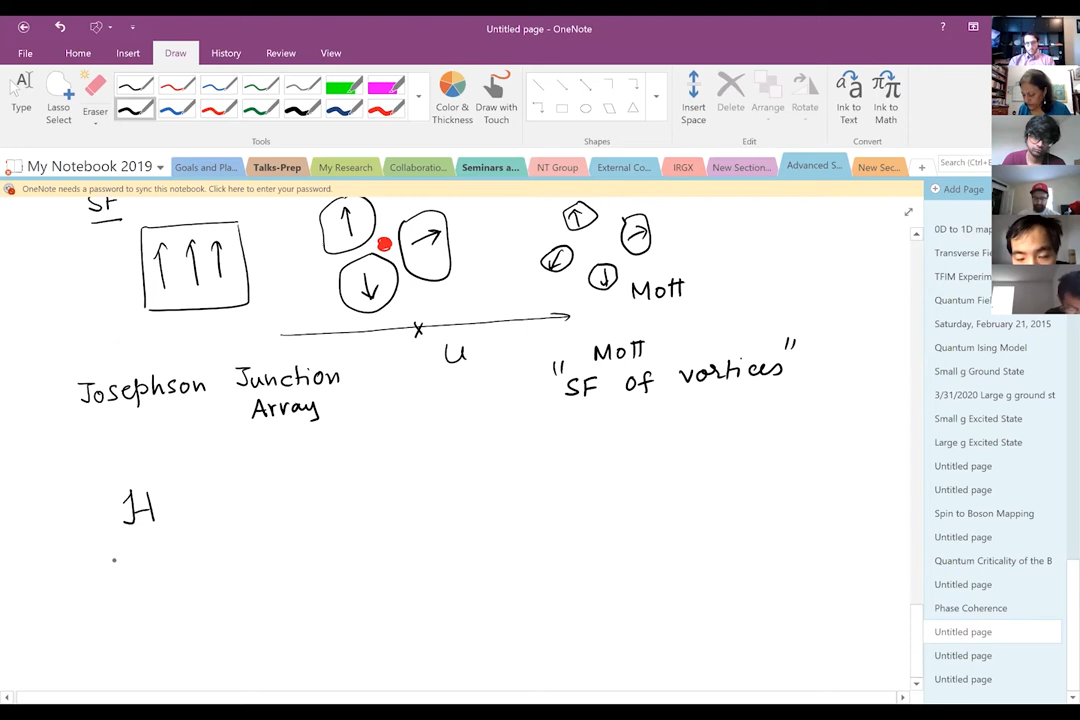 Untitled page - OneNote
?
File Home Insert Draw History Review View
Type
Lasso Select
Eraser
Color & Thickness
Draw with Touch
Insert Space
Delete
Arrange
Rotate
Ink to Text
Ink to Math
Tools
Shapes
Edit
Convert
My Notebook 2019
Goals and Pla...
Talks-Prep
My Research
Collaboratio...
Seminars a...
NT Group
External Co...
IRGX
New Section...
Advanced S...
New Sec...
Search (Ctrl+E
OneNote needs a password to sync this notebook. Click here to enter your password.
Add Page
SF
Mott
x
U
Mott
"SF of vortices"
Josephson Junction
Array
H
0D to 1D map
Transverse Fi
TFIM Experim
Quantum Fiel
Saturday, February 21, 2015
Quantum Ising Model
Small g Ground State
3/31/2020 Large g ground st
Small g Excited State
Large g Excited State
Untitled page
Untitled page
Spin to Boson Mapping
Untitled page
Quantum Criticality of the B
Untitled page
Phase Coherence
Untitled page
Untitled page
Untitled page